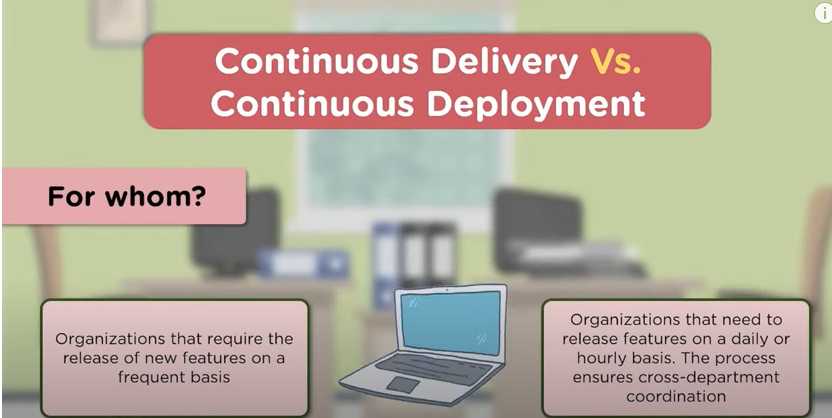 Continuous Delivery Vs.
Continuous Deployment
For whom?
Organizations that require the
release of new features on a
frequent basis
Organizations that need to
release features on a daily or
hourly basis. The process
ensures cross-department
coordination